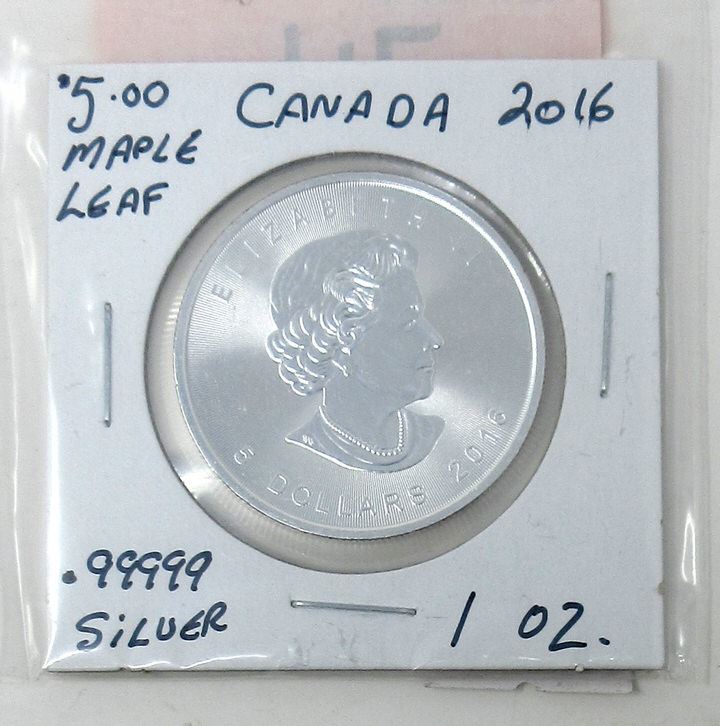 $5.00 CANADA 2016
MAPLE
LEAF
ELIZABETH II
5 DOLLARS 2016
.99999
SILVER
1 OZ.